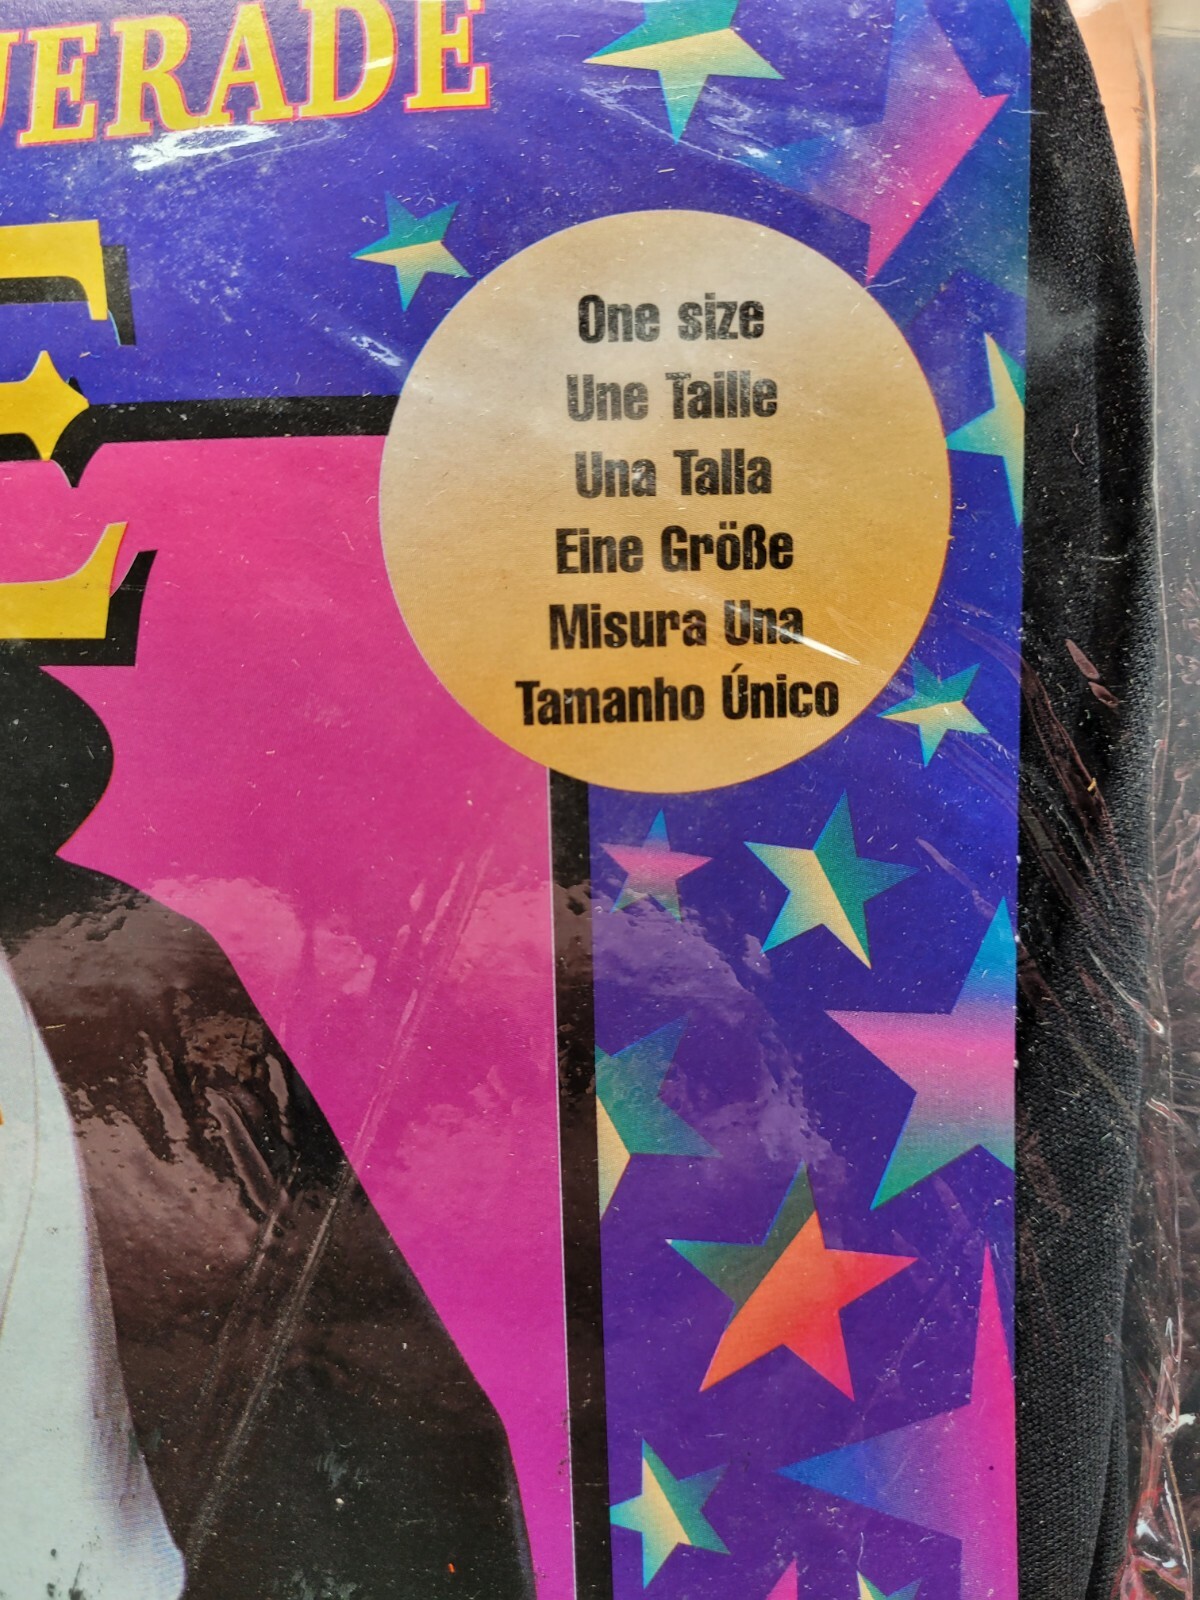 UERADE
E
One size
Une Taille
Una Talla
Eine Größe
Misura Una
Tamanho Único